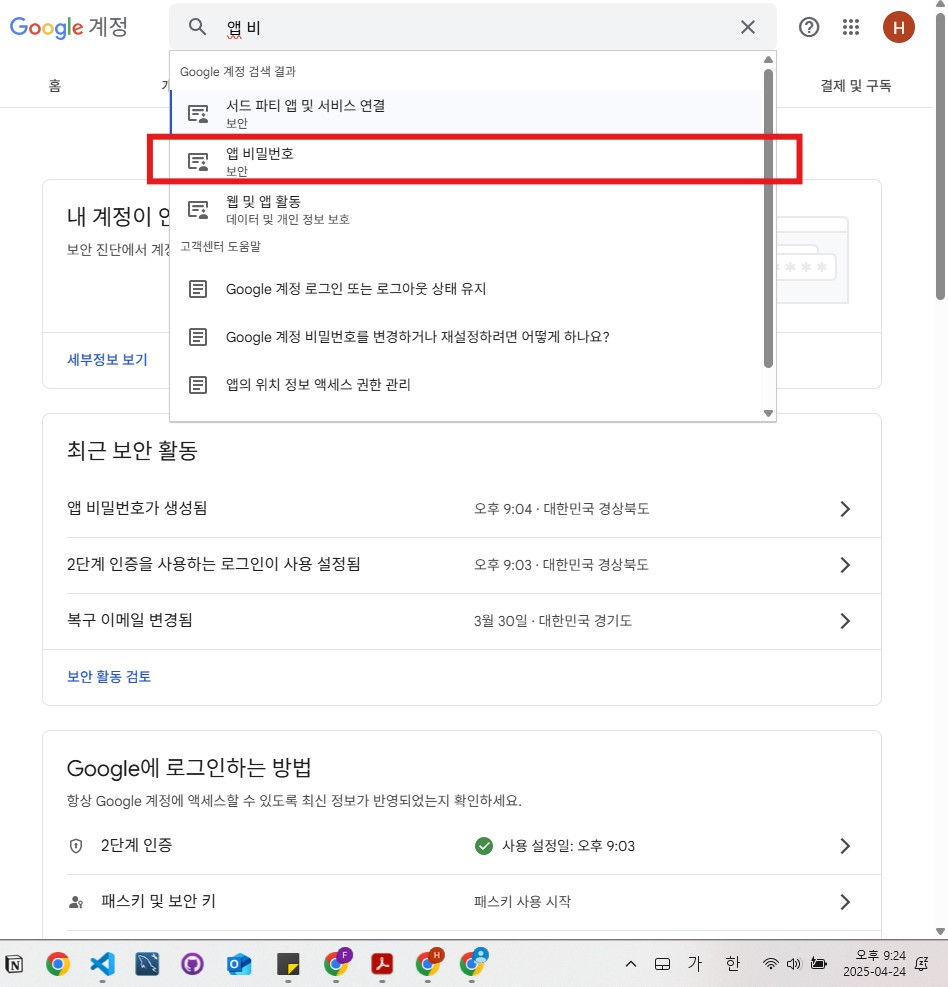 Google 계정
앱 비
H
홈
결제 및 구독
Google 계정 검색 결과
서드 파티 앱 및 서비스 연결
보안
앱 비밀번호
보안
웹 및 앱 활동
데이터 및 개인 정보 보호
고객센터 도움말
Google 계정 로그인 또는 로그아웃 상태 유지
Google 계정 비밀번호를 변경하거나 재설정하려면 어떻게 하나요?
앱의 위치 정보 액세스 권한 관리
내 계정이 안
보안 진단에서 계정
세부정보 보기
최근 보안 활동
앱 비밀번호가 생성됨 오후 9:04 · 대한민국 경상북도
2단계 인증을 사용하는 로그인이 사용 설정됨 오후 9:03 · 대한민국 경상북도
복구 이메일 변경됨 3월 30일 · 대한민국 경기도
보안 활동 검토
Google에 로그인하는 방법
항상 Google 계정에 액세스할 수 있도록 최신 정보가 반영되었는지 확인하세요.
2단계 인증 사용 설정일: 오후 9:03
패스키 및 보안 키 패스키 사용 시작
F H 가 한 오후 9:24
2025-04-24